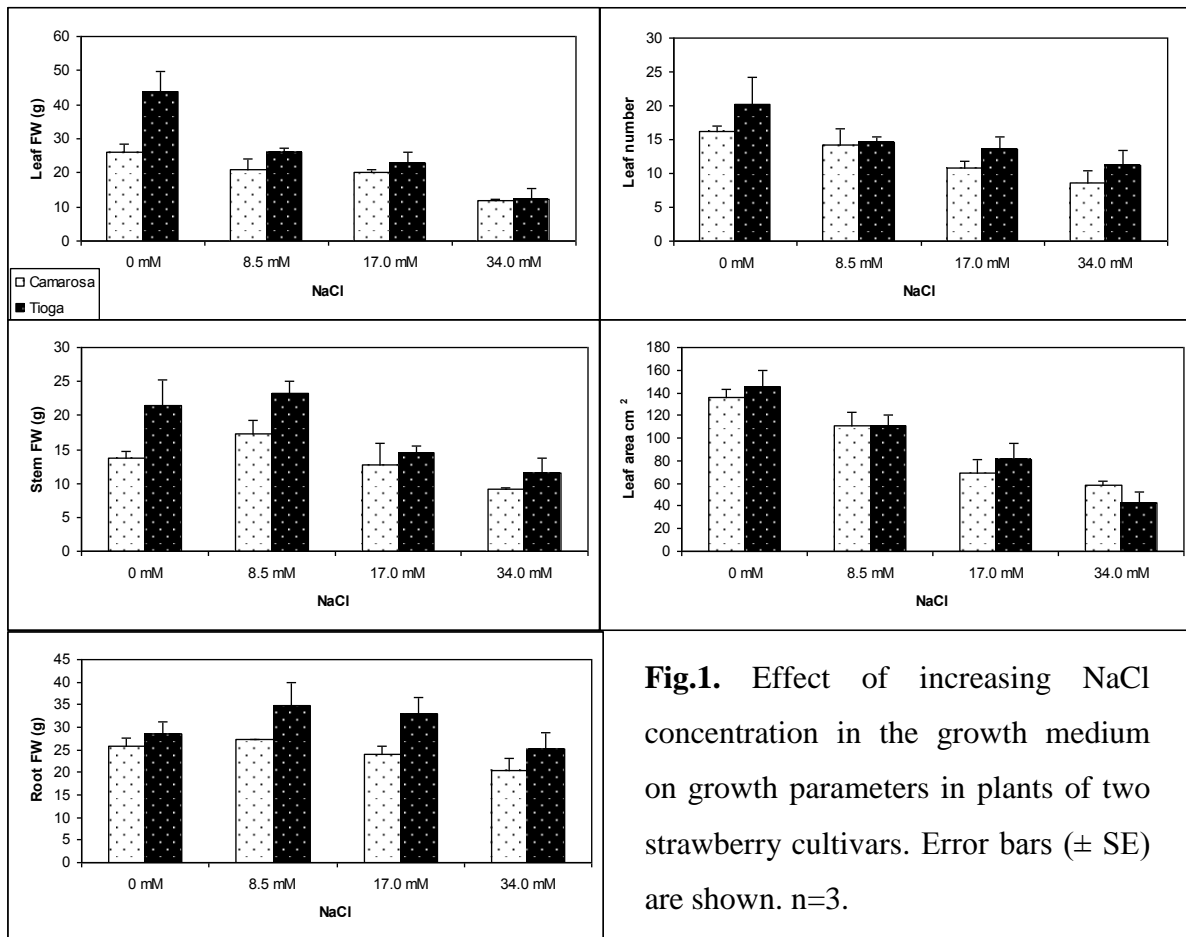 Leaf FW (g)
60
50
40
30
20
10
0
0 mM 8.5 mM 17.0 mM 34.0 mM
NaCl
Camarosa
Tioga
Leaf number
30
25
20
15
10
5
0
0 mM 8.5 mM 17.0 mM 34.0 mM
NaCl
Stem FW (g)
30
25
20
15
10
5
0
0 mM 8.5 mM 17.0 mM 34.0 mM
NaCl
Leaf area cm ²
180
160
140
120
100
80
60
40
20
0
0 mM 8.5 mM 17.0 mM 34.0 mM
NaCl
Root FW (g)
45
40
35
30
25
20
15
10
5
0
0 mM 8.5 mM 17.0 mM 34.0 mM
NaCl
Fig.1. Effect of increasing NaCl
concentration in the growth medium
on growth parameters in plants of two
strawberry cultivars. Error bars (± SE)
are shown. n=3.